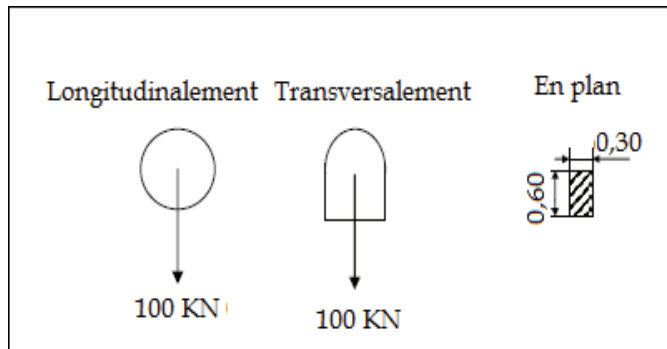 Longitudinalement
Transversalement
En plan
0,30
0,60
100 KN
100 KN